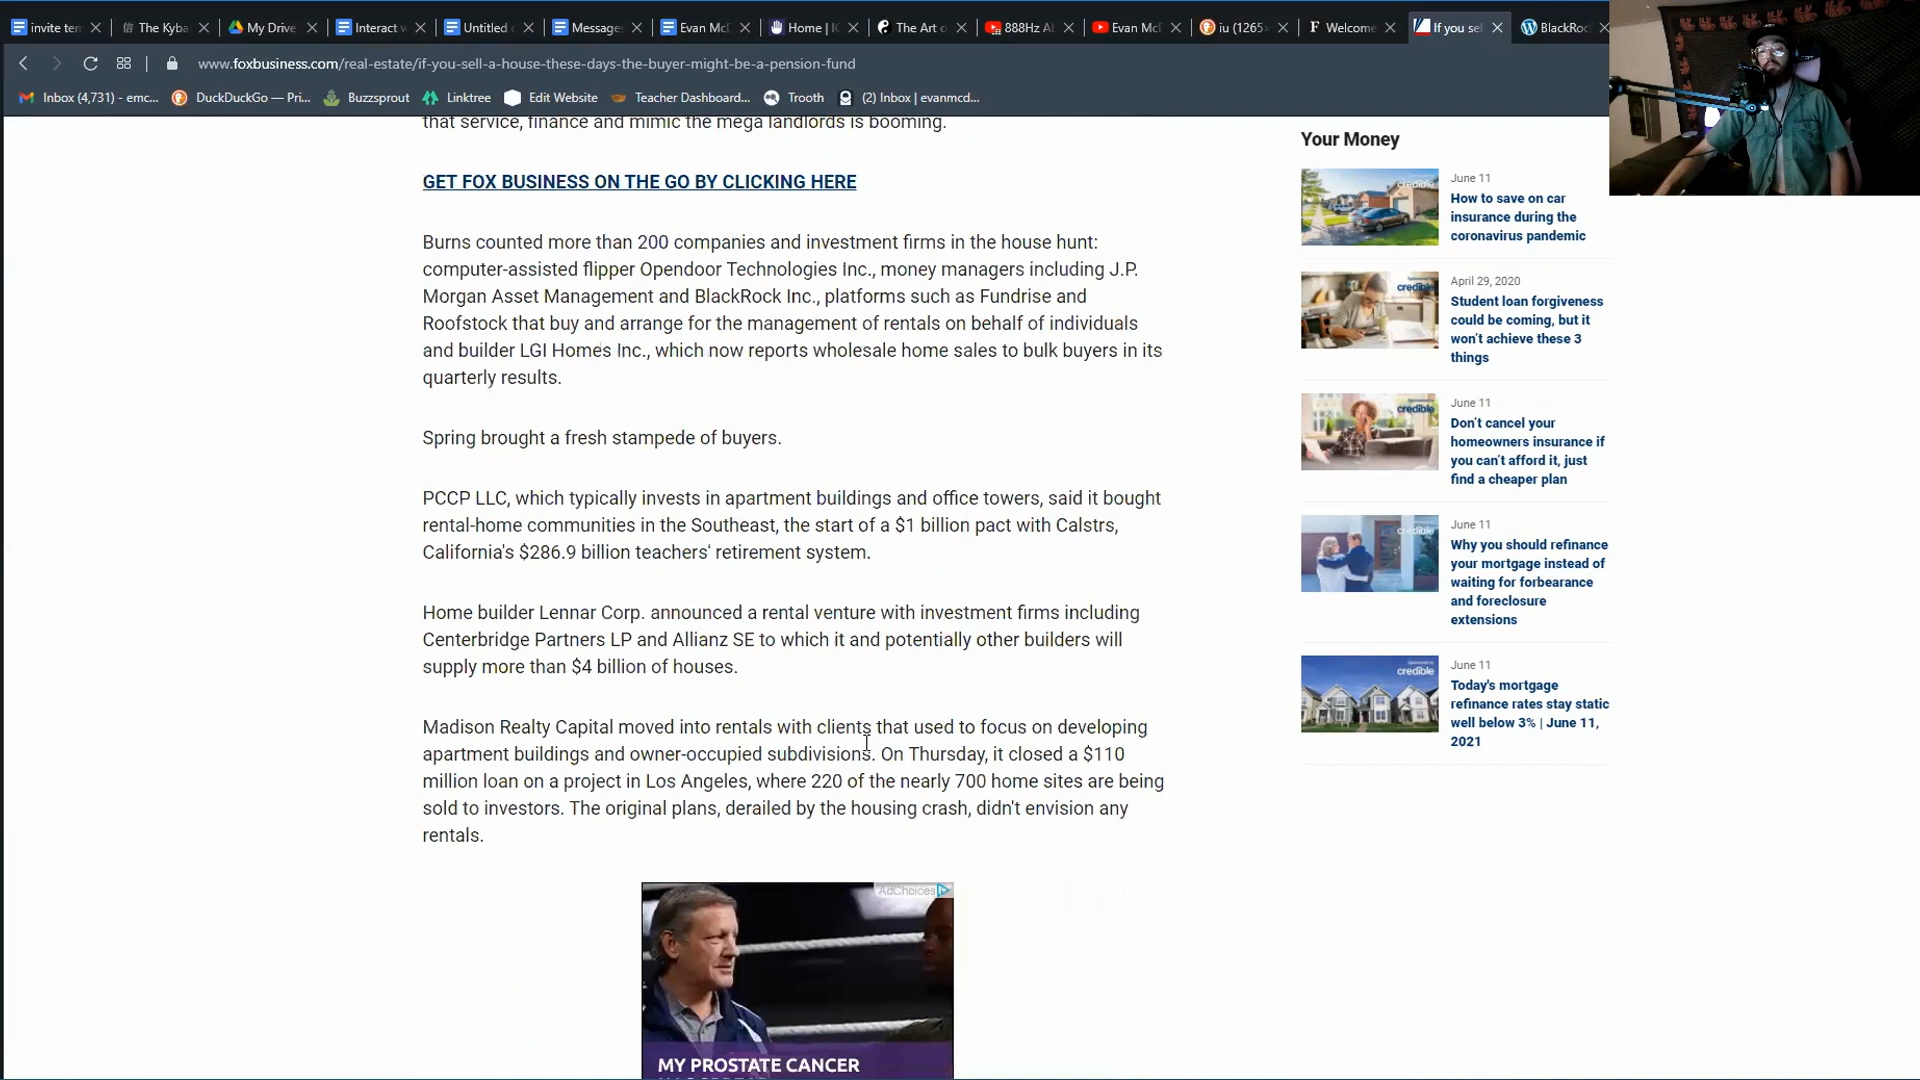 invite ten
The Kyba
My Drive
Interact w
Untitled
Message
Evan McD
Home | IC
The Art o
888Hz Al
Evan McD
iu (1265×
Welcome
If you sel
BlackRoc
www.foxbusiness.com/real-estate/if-you-sell-a-house-these-days-the-buyer-might-be-a-pension-fund
Inbox (4,731) - emc...
DuckDuckGo — Pri...
Buzzsprout
Linktree
Edit Website
Teacher Dashboard...
Trooth
(2) Inbox | evanmcd...
that service, finance and mimic the mega landlords is booming.
GET FOX BUSINESS ON THE GO BY CLICKING HERE
Burns counted more than 200 companies and investment firms in the house hunt:
computer-assisted flipper Opendoor Technologies Inc., money managers including J.P.
Morgan Asset Management and BlackRock Inc., platforms such as Fundrise and
Roofstock that buy and arrange for the management of rentals on behalf of individuals
and builder LGI Homes Inc., which now reports wholesale home sales to bulk buyers in its
quarterly results.
Spring brought a fresh stampede of buyers.
PCCP LLC, which typically invests in apartment buildings and office towers, said it bought
rental-home communities in the Southeast, the start of a $1 billion pact with Calstrs,
California's $286.9 billion teachers' retirement system.
Home builder Lennar Corp. announced a rental venture with investment firms including
Centerbridge Partners LP and Allianz SE to which it and potentially other builders will
supply more than $4 billion of houses.
Madison Realty Capital moved into rentals with clients that used to focus on developing
apartment buildings and owner-occupied subdivisions. On Thursday, it closed a $110
million loan on a project in Los Angeles, where 220 of the nearly 700 home sites are being
sold to investors. The original plans, derailed by the housing crash, didn't envision any
rentals.
AdChoices
MY PROSTATE CANCER
Your Money
credible
June 11
How to save on car
insurance during the
coronavirus pandemic
credible
April 29, 2020
Student loan forgiveness
could be coming, but it
won't achieve these 3
things
credible
June 11
Don't cancel your
homeowners insurance if
you can't afford it, just
find a cheaper plan
credible
June 11
Why you should refinance
your mortgage instead of
waiting for forbearance
and foreclosure
extensions
credible
June 11
Today's mortgage
refinance rates stay static
well below 3% | June 11,
2021